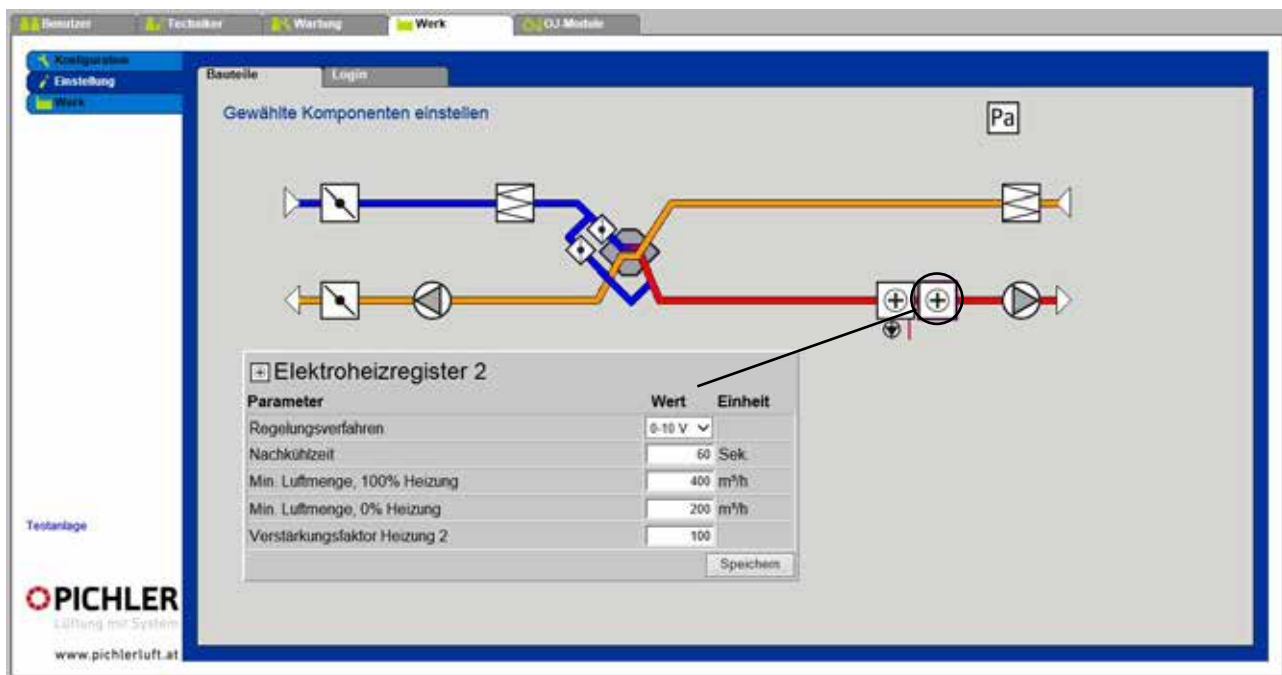 Benutzer Techniker Wartung Werk OJ-Module
Konfiguration
Einstellung
Werk
Bauteile Login
Gewählte Komponenten einstellen
Pa
Elektroheizregister 2
Parameter Wert Einheit
Regelungsverfahren 0-10 V
Nachkühlzeit 60 Sek.
Min. Luftmenge, 100% Heizung 400 m³/h
Min. Luftmenge, 0% Heizung 200 m³/h
Verstärkungsfaktor Heizung 2 100
Speichern
Testanlage
PICHLER
Lüftung mit System
www.pichlerluft.at